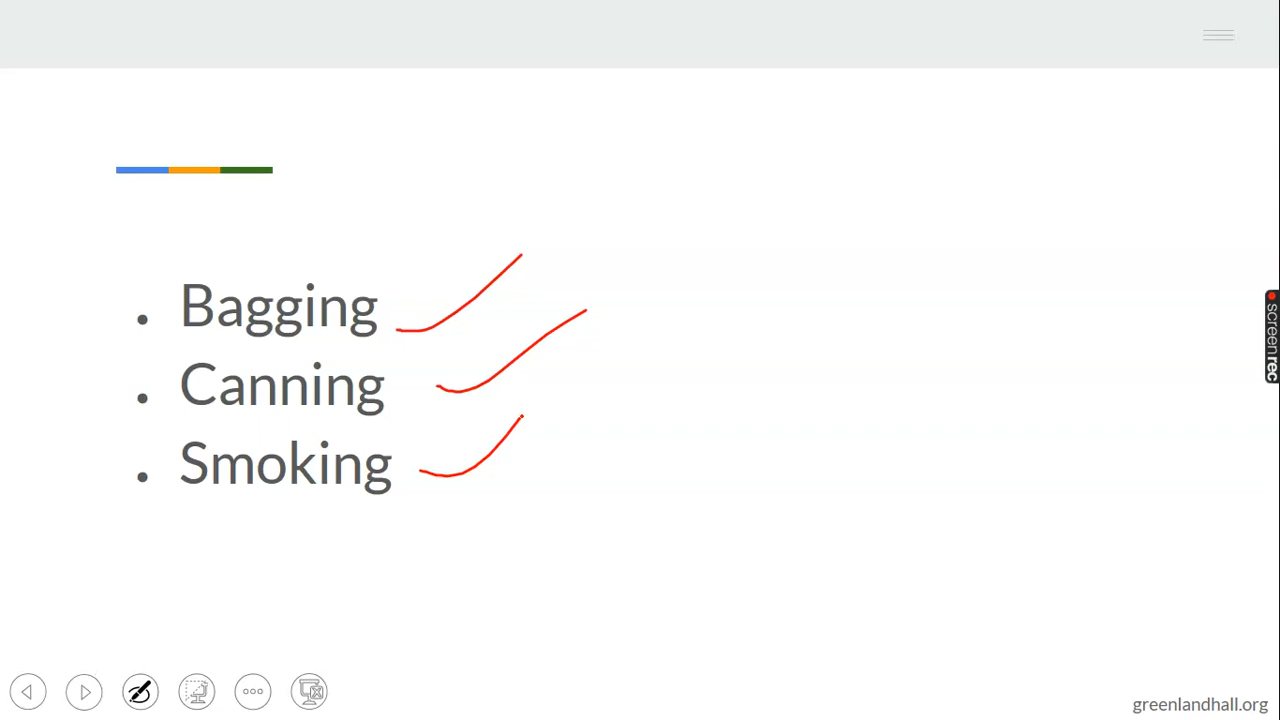 . Bagging
. Canning
. Smoking
screenrec
greenlandhall.org